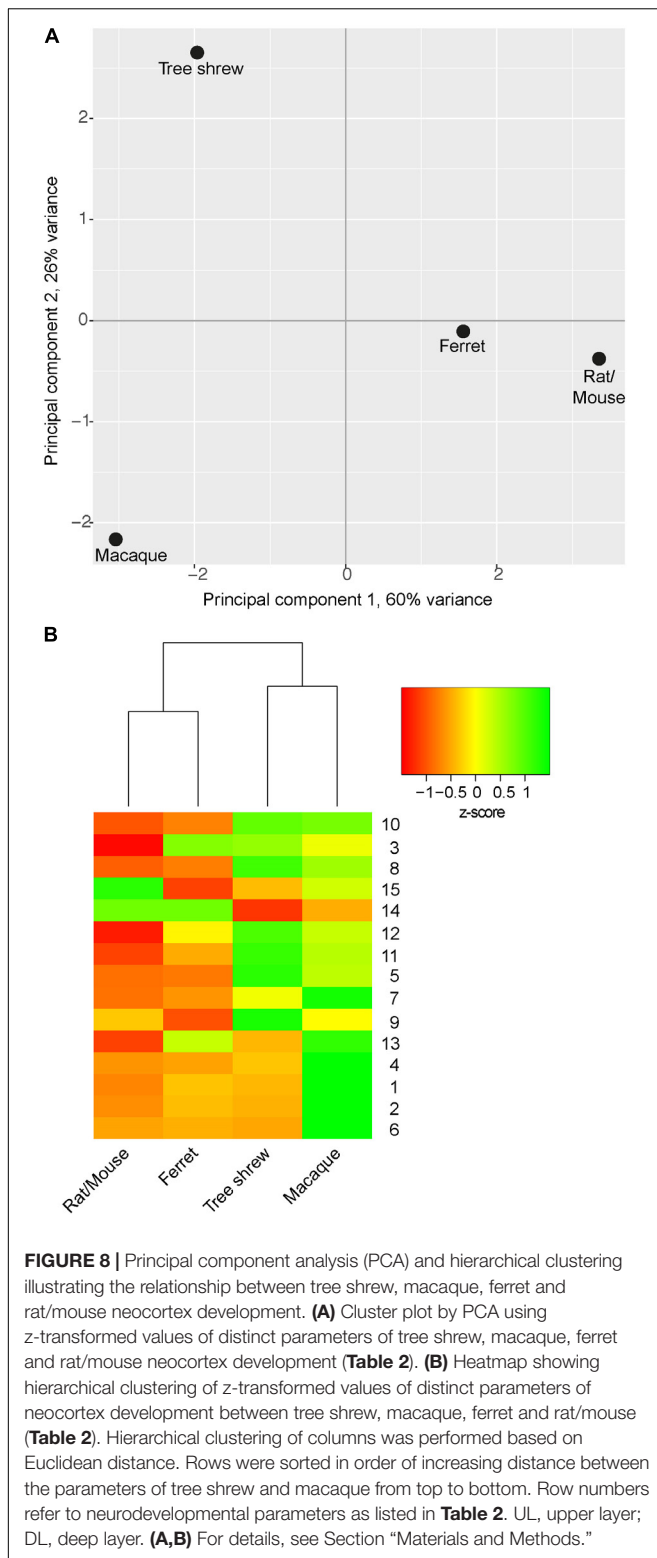 A
Tree shrew
2
1
0
−1
−2
Principal component 2, 26% variance
Ferret
Rat/
Mouse
Macaque
−2
0
2
Principal component 1, 60% variance
B
−1
−0.5
0
0.5
1
z-score
10
3
8
15
14
12
11
5
7
9
13
4
1
2
6
Rat/Mouse
Ferret
Tree shrew
Macaque
FIGURE 8 | Principal component analysis (PCA) and hierarchical clustering
illustrating the relationship between tree shrew, macaque, ferret and
rat/mouse neocortex development. (A) Cluster plot by PCA using
z-transformed values of distinct parameters of tree shrew, macaque, ferret
and rat/mouse neocortex development (Table 2). (B) Heatmap showing
hierarchical clustering of z-transformed values of distinct parameters of
neocortex development between tree shrew, macaque, ferret and rat/mouse
(Table 2). Hierarchical clustering of columns was performed based on
Euclidean distance. Rows were sorted in order of increasing distance between
the parameters of tree shrew and macaque from top to bottom. Row numbers
refer to neurodevelopmental parameters as listed in Table 2. UL, upper layer;
DL, deep layer. (A,B) For details, see Section “Materials and Methods.”